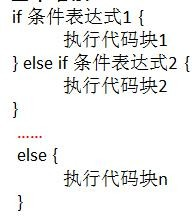 if 条件表达式1 {
执行代码块1
} else if 条件表达式2 {
执行代码块2
}
……
else {
执行代码块n
}